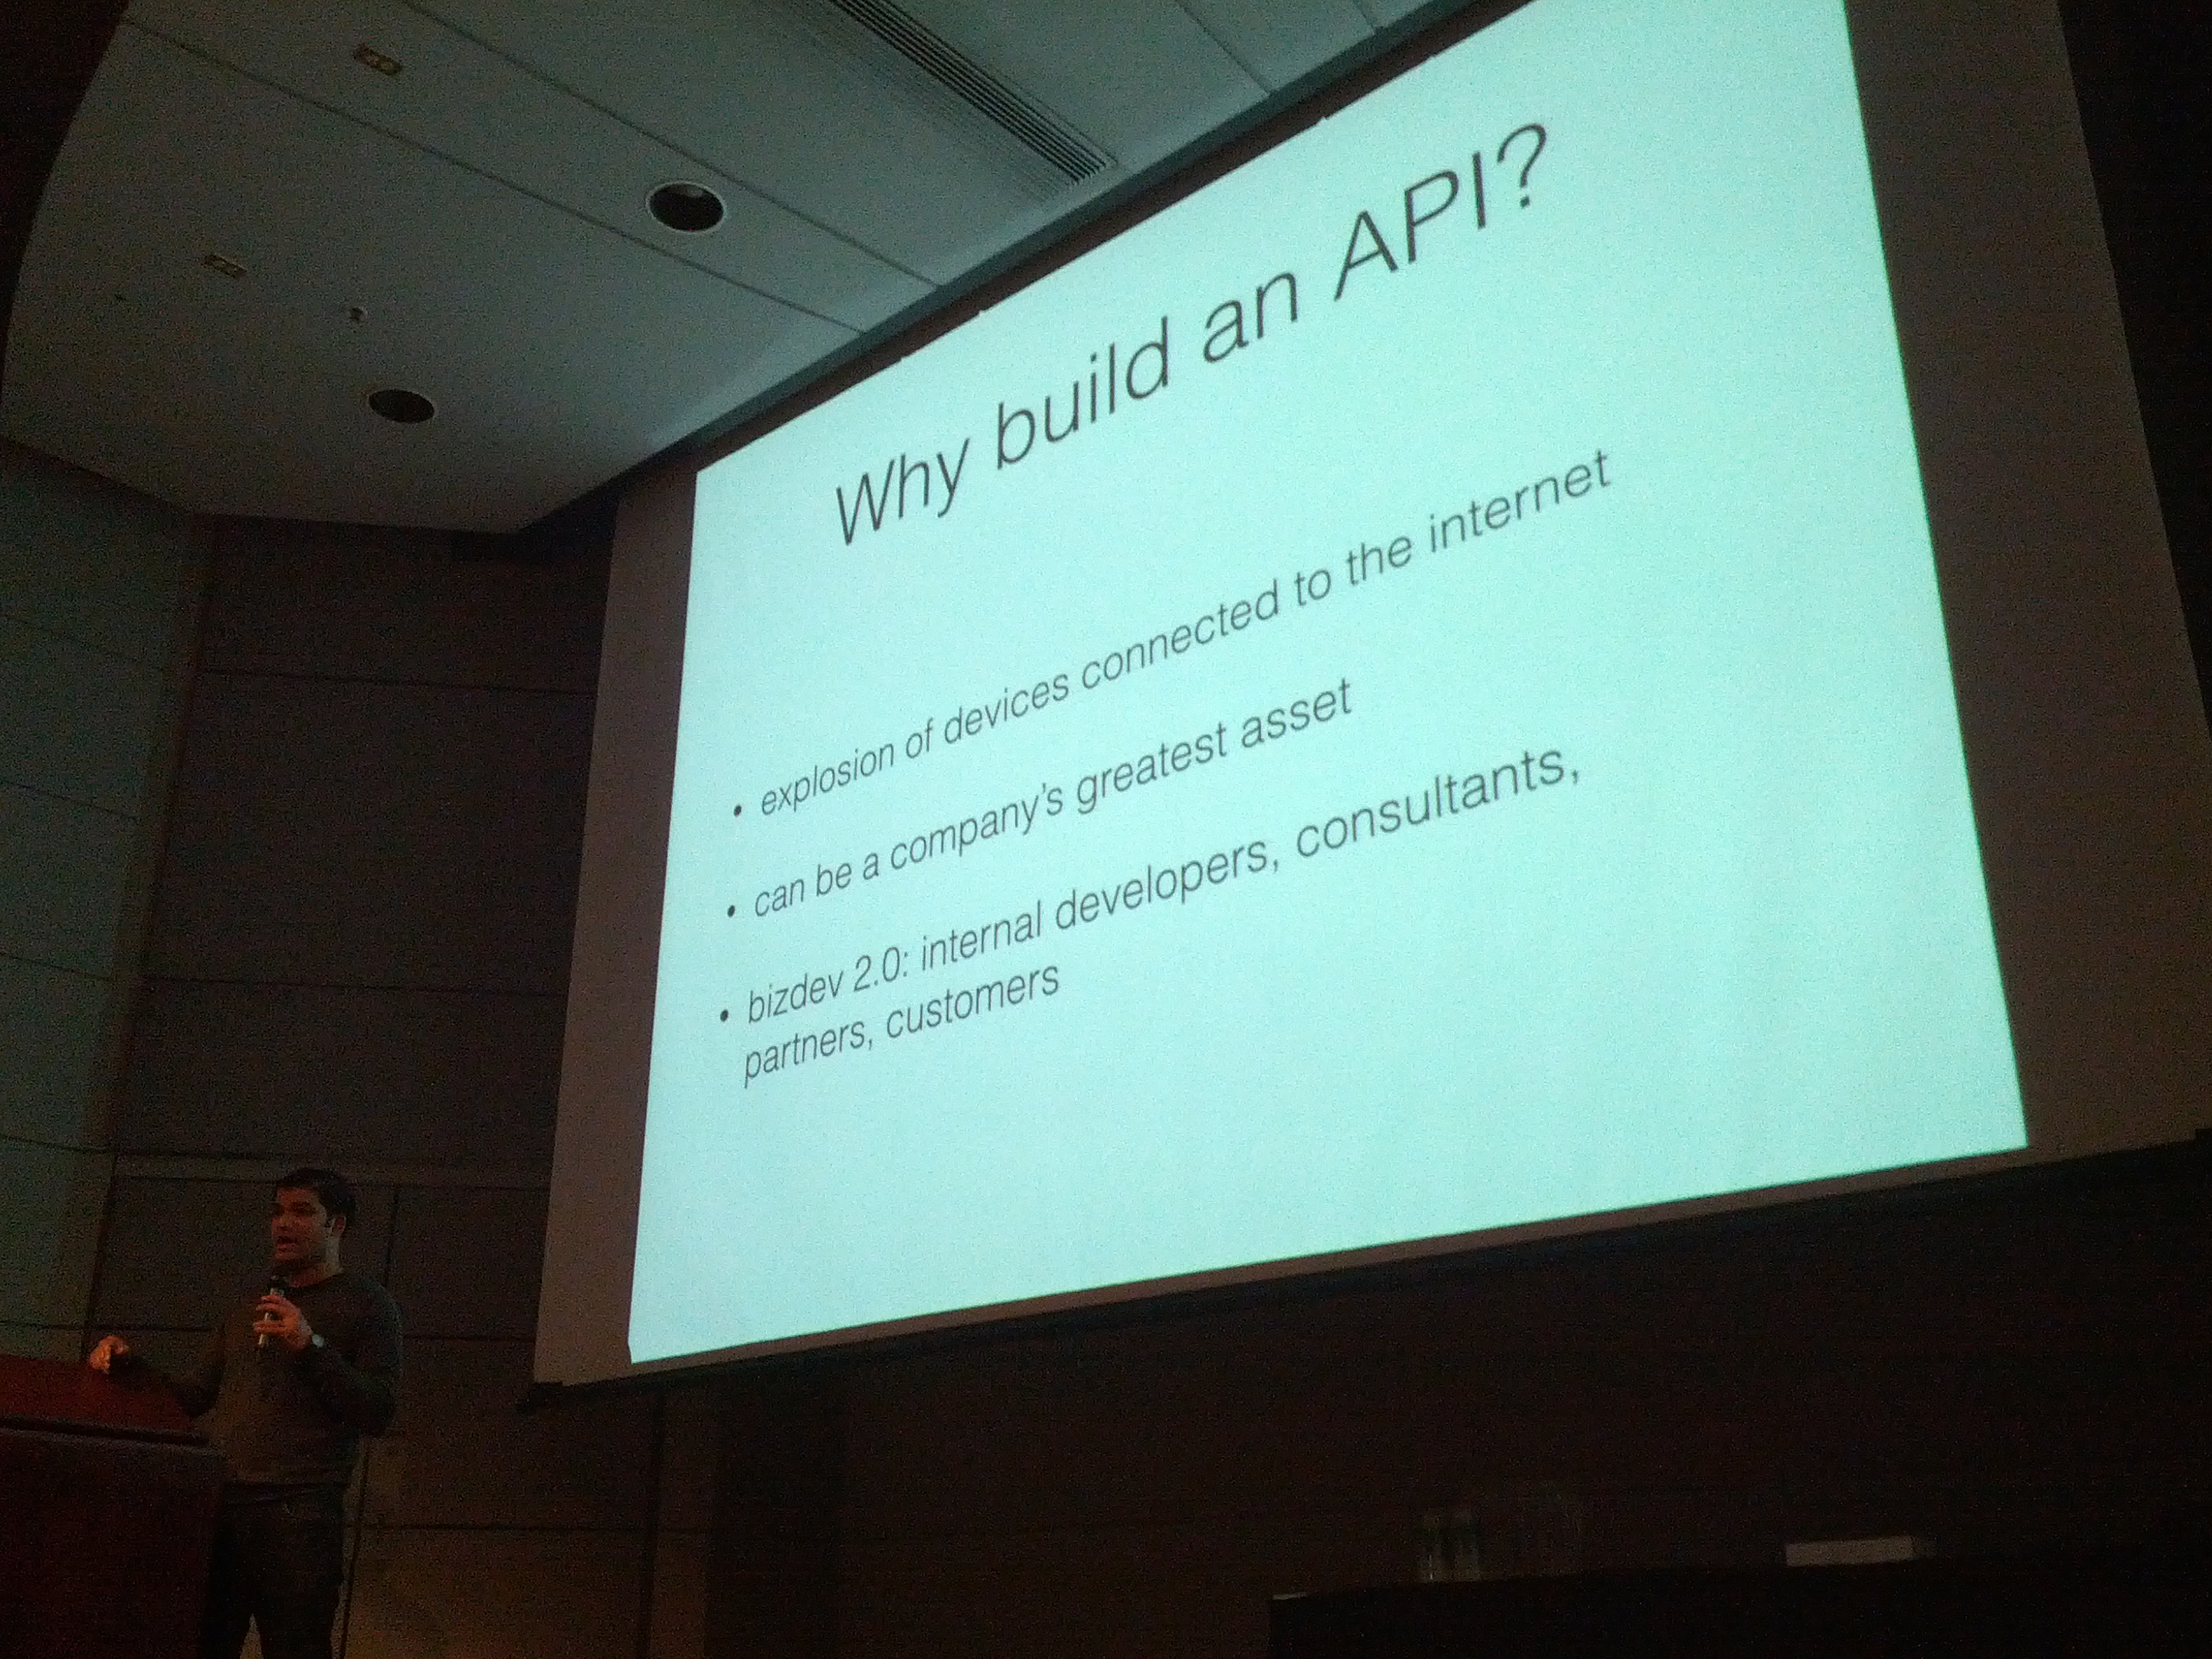 Why build an API?
• explosion of devices connected to the internet
• can be a company's greatest asset
• bizdev 2.0: internal developers, consultants,
partners, customers